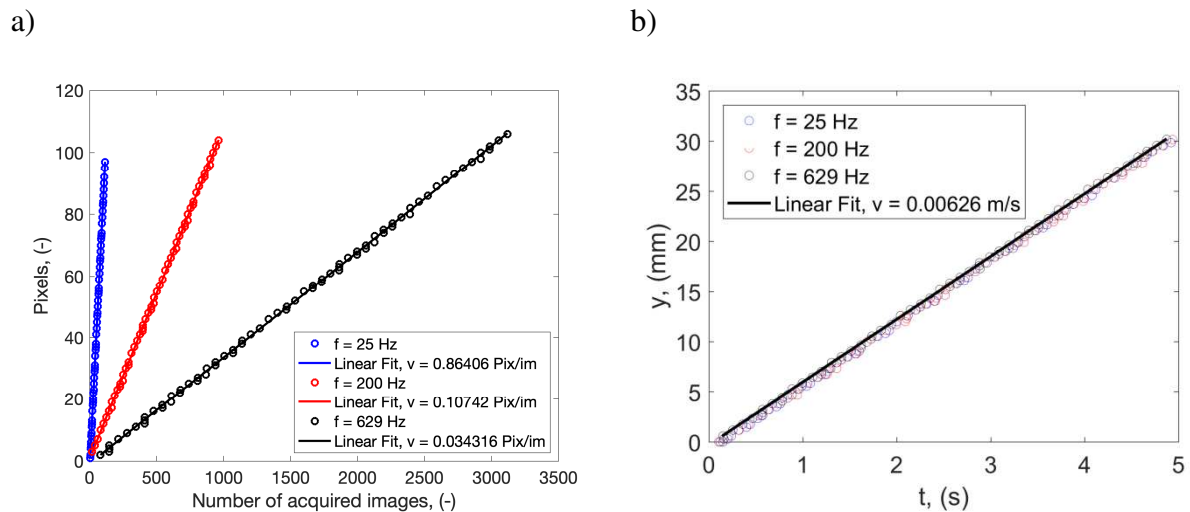 a)
b)
120
100
80
60
40
20
0
Pixels, (-)
0 500 1000 1500 2000 2500 3000 3500
Number of acquired images, (-)
f = 25 Hz
Linear Fit, v = 0.86406 Pix/im
f = 200 Hz
Linear Fit, v = 0.10742 Pix/im
f = 629 Hz
Linear Fit, v = 0.034316 Pix/im
35
30
25
20
15
10
5
0
y, (mm)
0 1 2 3 4 5
t, (s)
f = 25 Hz
f = 200 Hz
f = 629 Hz
Linear Fit, v = 0.00626 m/s